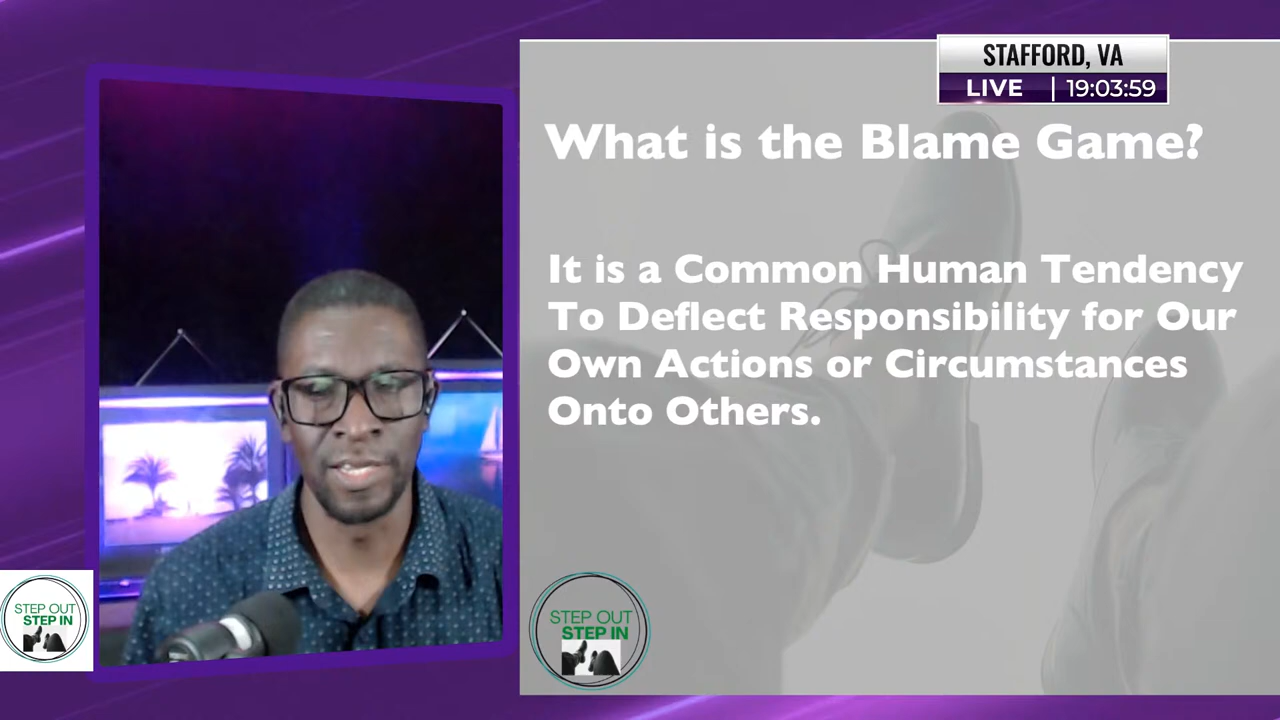 STAFFORD, VA
LIVE | 19:03:59
What is the Blame Game?
It is a Common Human Tendency
To Deflect Responsibility for Our
Own Actions or Circumstances
Onto Others.
STEP OUT
STEP IN
STEP OUT
STEP IN